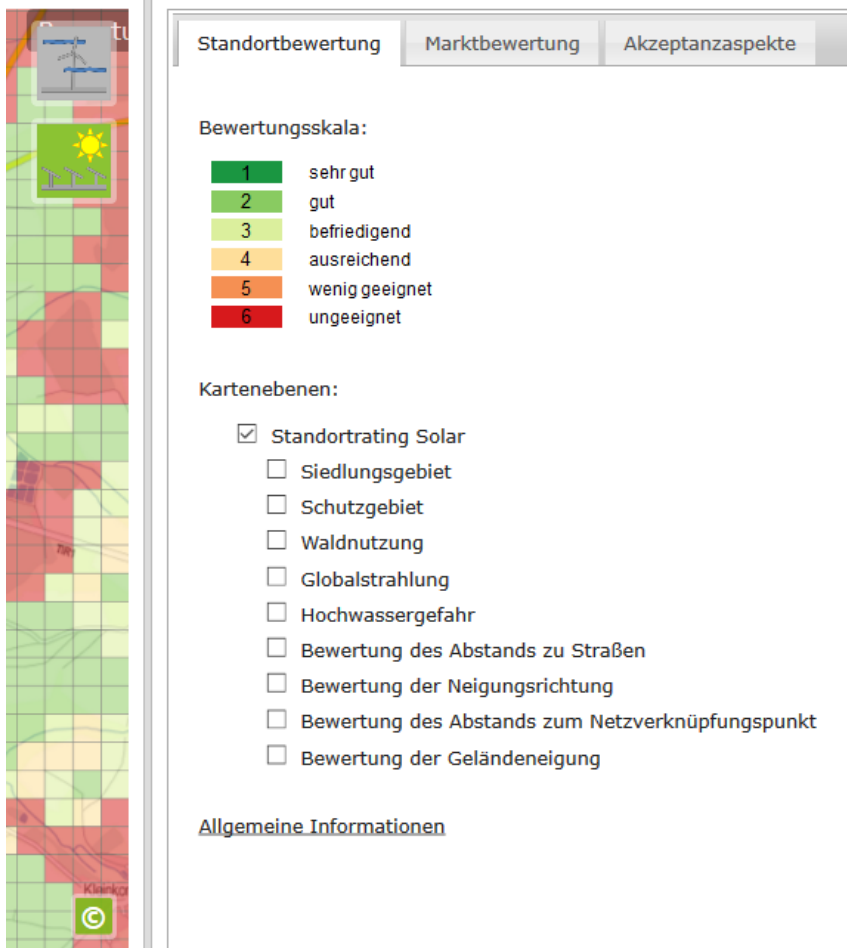 Standortbewertung Marktbewertung Akzeptanzaspekte
Bewertungsskala:
1 sehr gut
2 gut
3 befriedigend
4 ausreichend
5 wenig geeignet
6 ungeeignet
Kartenebenen:
Standortrating Solar
Siedlungsgebiet
Schutzgebiet
Waldnutzung
Globalstrahlung
Hochwassergefahr
Bewertung des Abstands zu Straßen
Bewertung der Neigungsrichtung
Bewertung des Abstands zum Netzverknüpfungspunkt
Bewertung der Geländeneigung
Allgemeine Informationen
©